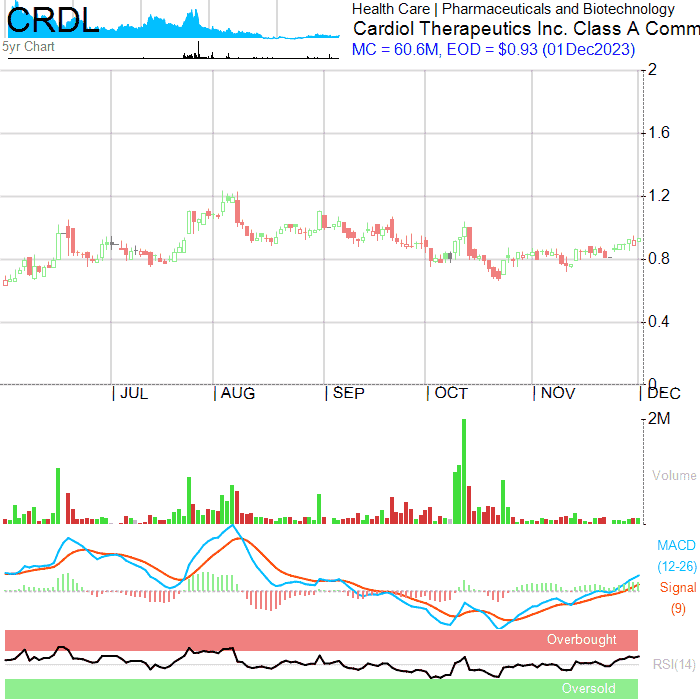 CRDL
5yr Chart
Health Care | Pharmaceuticals and Biotechnology
Cardiol Therapeutics Inc. Class A Comm
MC = 60.6M, EOD = $0.93 (01Dec2023)
2
1.6
1.2
0.8
0.4
0
| JUL | AUG | SEP | OCT | NOV | DEC
2M
Volume
MACD
(12-26)
Signal
(9)
Overbought
RSI(14)
Oversold